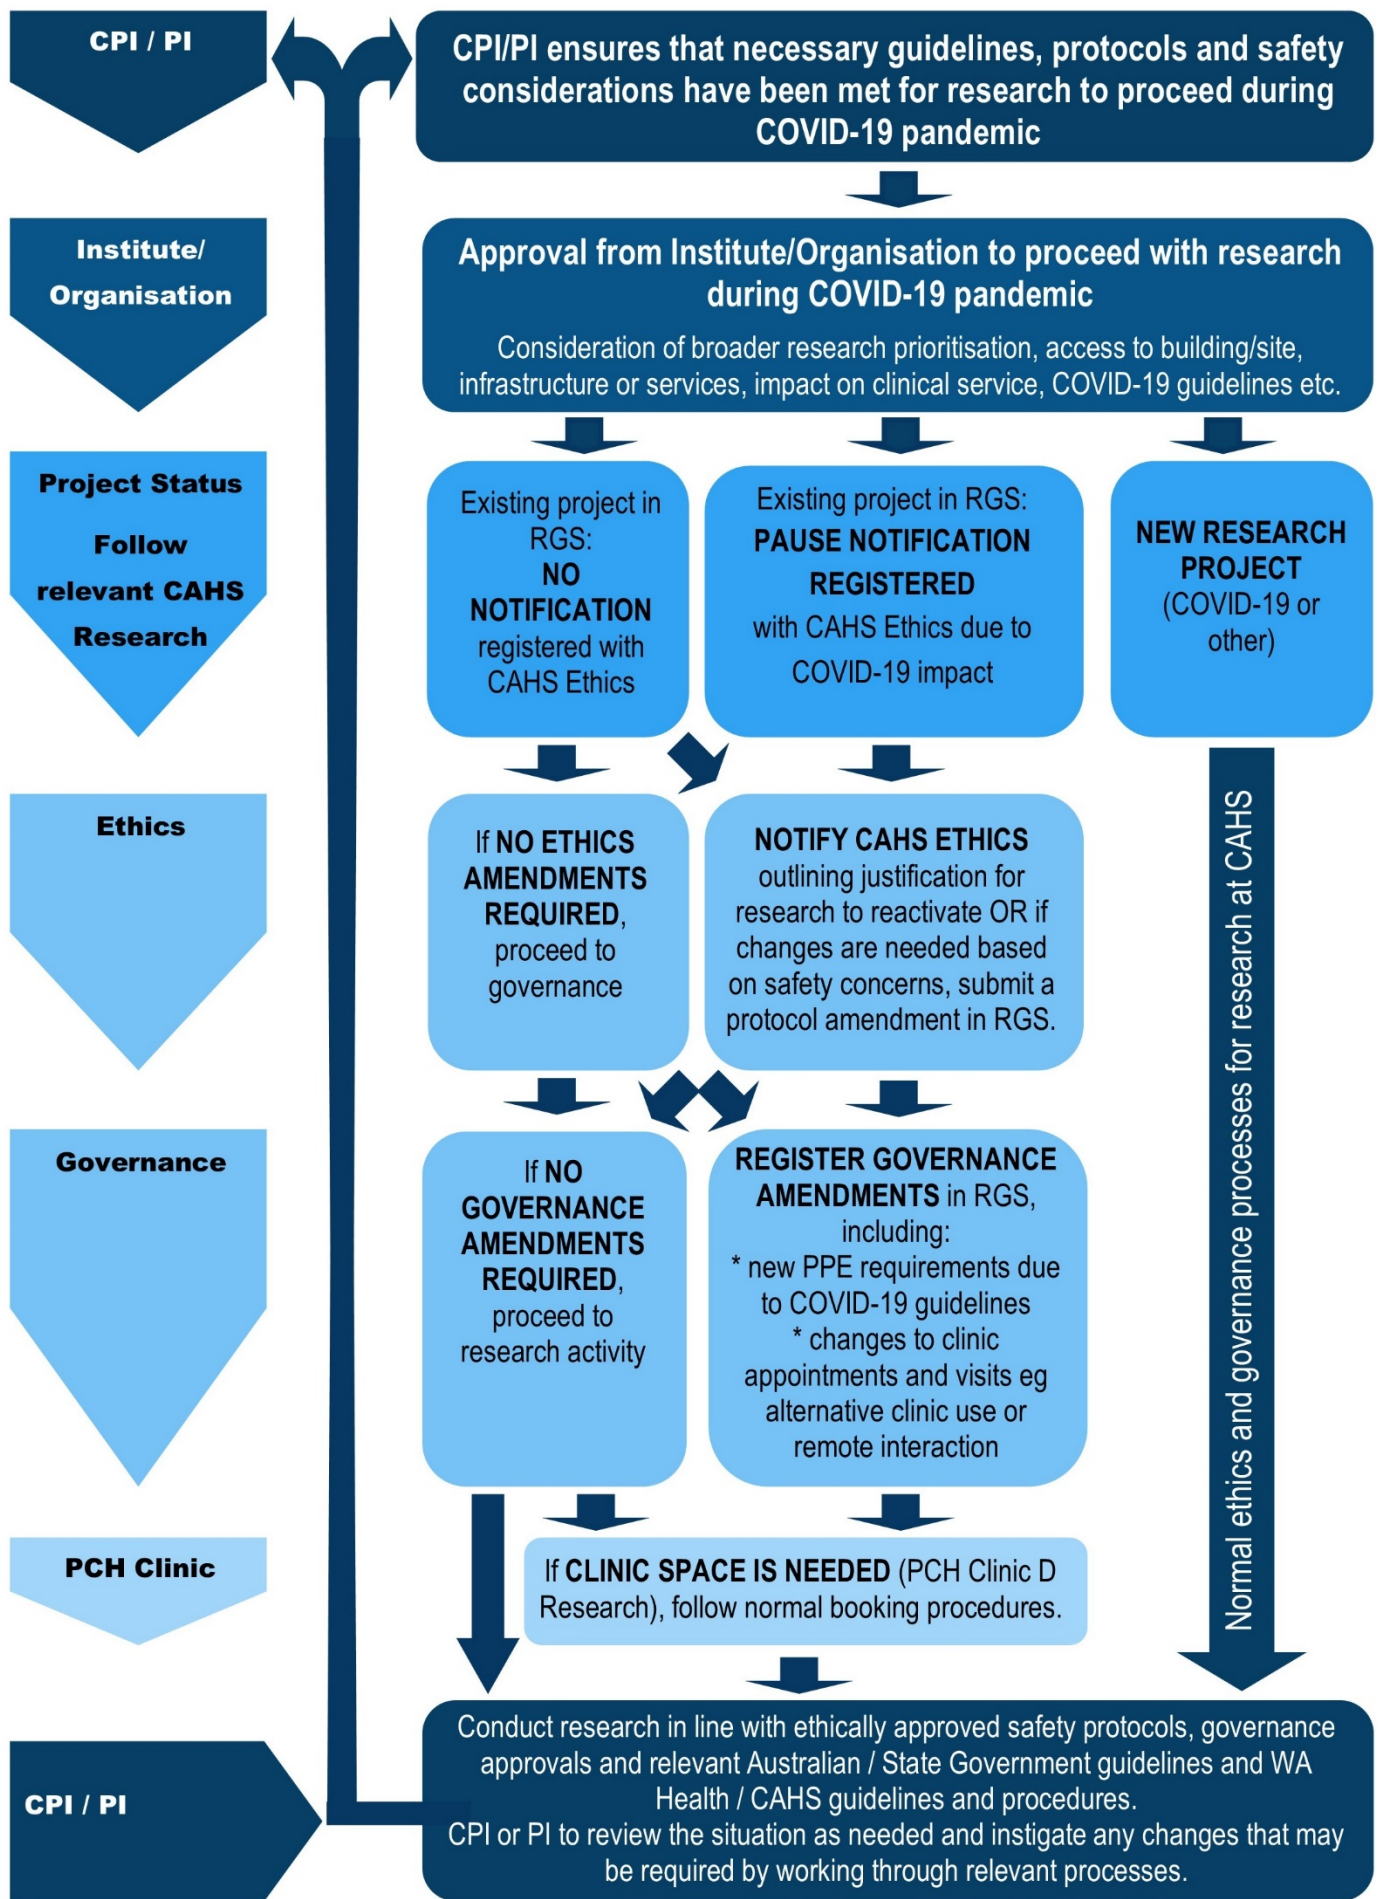 CPI / PI
CPI/PI ensures that necessary guidelines, protocols and safety
considerations have been met for research to proceed during
COVID-19 pandemic
Institute/
Organisation
Approval from Institute/Organisation to proceed with research
during COVID-19 pandemic
Consideration of broader research prioritisation, access to building/site,
infrastructure or services, impact on clinical service, COVID-19 guidelines etc.
Project Status
Follow
relevant CAHS
Research
Existing project in
RGS:
NO
NOTIFICATION
registered with
CAHS Ethics
Existing project in RGS:
PAUSE NOTIFICATION
REGISTERED
with CAHS Ethics due to
COVID-19 impact
NEW RESEARCH
PROJECT
(COVID-19 or
other)
Ethics
If NO ETHICS
AMENDMENTS
REQUIRED,
proceed to
governance
NOTIFY CAHS ETHICS
outlining justification for
research to reactivate OR if
changes are needed based
on safety concerns, submit a
protocol amendment in RGS.
Normal ethics and governance processes for research at CAHS
Governance
If NO
GOVERNANCE
AMENDMENTS
REQUIRED,
proceed to
research activity
REGISTER GOVERNANCE
AMENDMENTS in RGS,
including:
* new PPE requirements due
to COVID-19 guidelines
* changes to clinic
appointments and visits eg
alternative clinic use or
remote interaction
PCH Clinic
If CLINIC SPACE IS NEEDED (PCH Clinic D
Research), follow normal booking procedures.
CPI / PI
Conduct research in line with ethically approved safety protocols, governance
approvals and relevant Australian / State Government guidelines and WA
Health / CAHS guidelines and procedures.
CPI or PI to review the situation as needed and instigate any changes that may
be required by working through relevant processes.